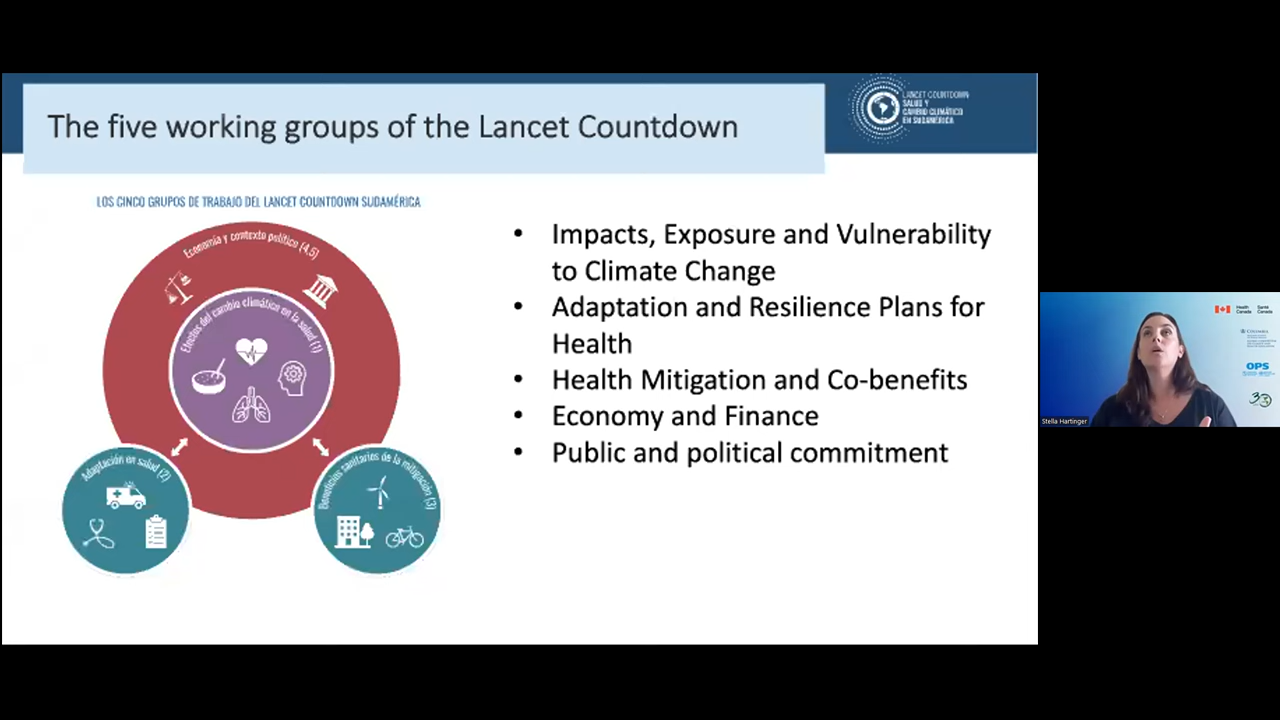 The five working groups of the Lancet Countdown
LANCET COUNTDOWN
SALUD Y
CAMBIO CLIMÁTICO
EN SUDAMÉRICA
LOS CINCO GRUPOS DE TRABAJO DEL LANCET COUNTDOWN SUDAMÉRICA
Economía y contexto político (4,5)
Efectos del cambio climático en la salud (1)
Adaptación en salud (2)
Beneficios sanitarios de la mitigación (3)
• Impacts, Exposure and Vulnerability
to Climate Change
• Adaptation and Resilience Plans for
Health
• Health Mitigation and Co-benefits
• Economy and Finance
• Public and political commitment
Health Santé
Canada Canada
OPS
Stella Hartinger